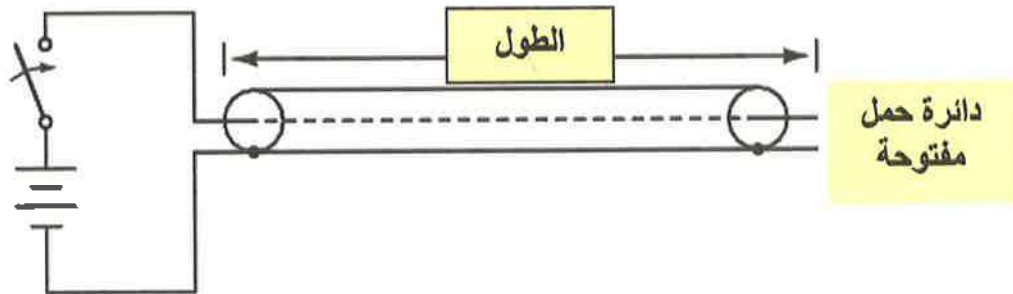 الطول
دائرة حمل
مفتوحة